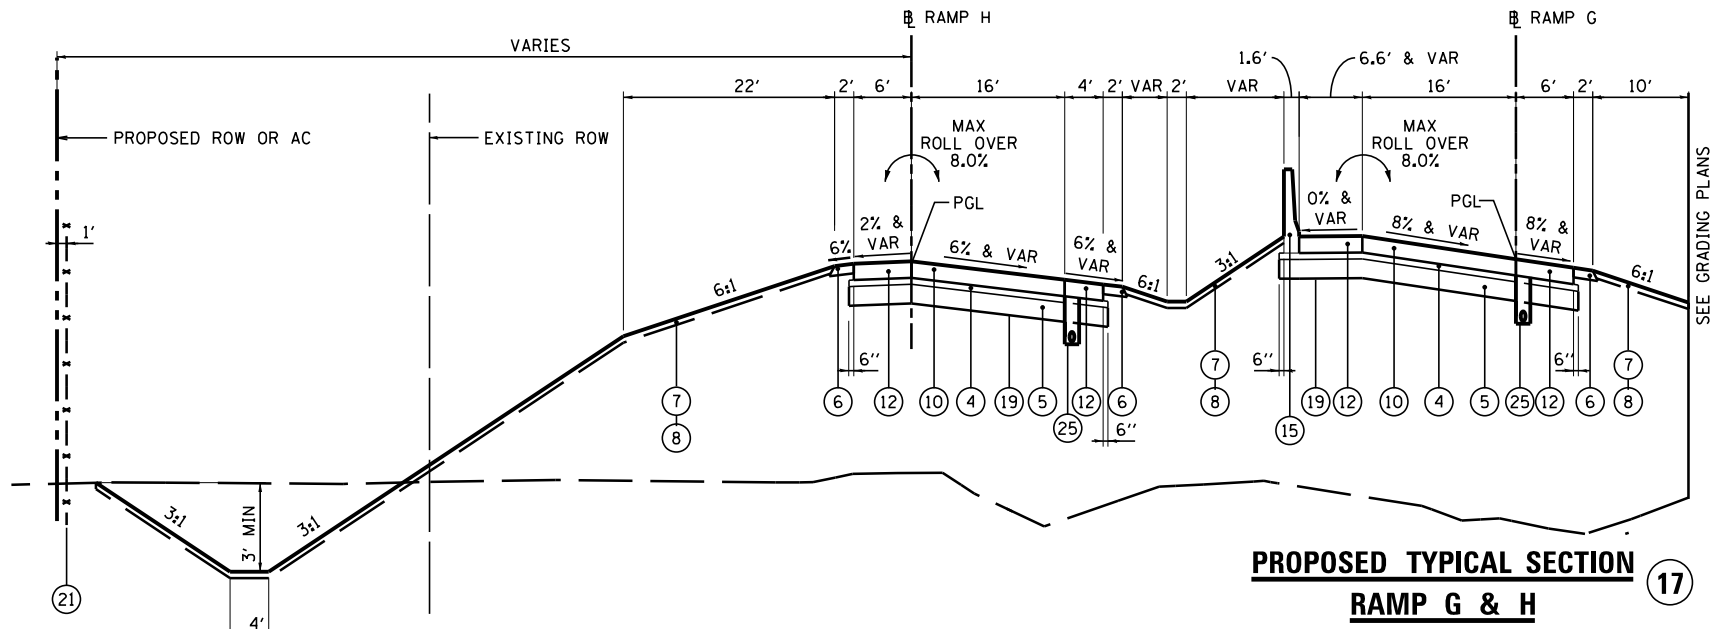 ℄ RAMP H
℄ RAMP G
VARIES
1.6'
6.6' & VAR
22'
2'
6'
16'
4'
2'
VAR
2'
VAR
16'
6'
2'
10'
PROPOSED ROW OR AC
EXISTING ROW
MAX
ROLL OVER
8.0%
MAX
ROLL OVER
8.0%
SEE GRADING PLANS
PGL
PGL
1'
6%
2% &
VAR
6% & VAR
6% &
VAR
0% &
VAR
8% & VAR
8% &
VAR
6:1
6:1
3:1
6:1
6''
6''
6''
6''
7
8
6
12
10
4
19
5
25
12
6
7
8
15
19
12
10
4
5
25
12
6
7
8
3:1
3' MIN
3:1
21
4'
PROPOSED TYPICAL SECTION
RAMP G & H
17